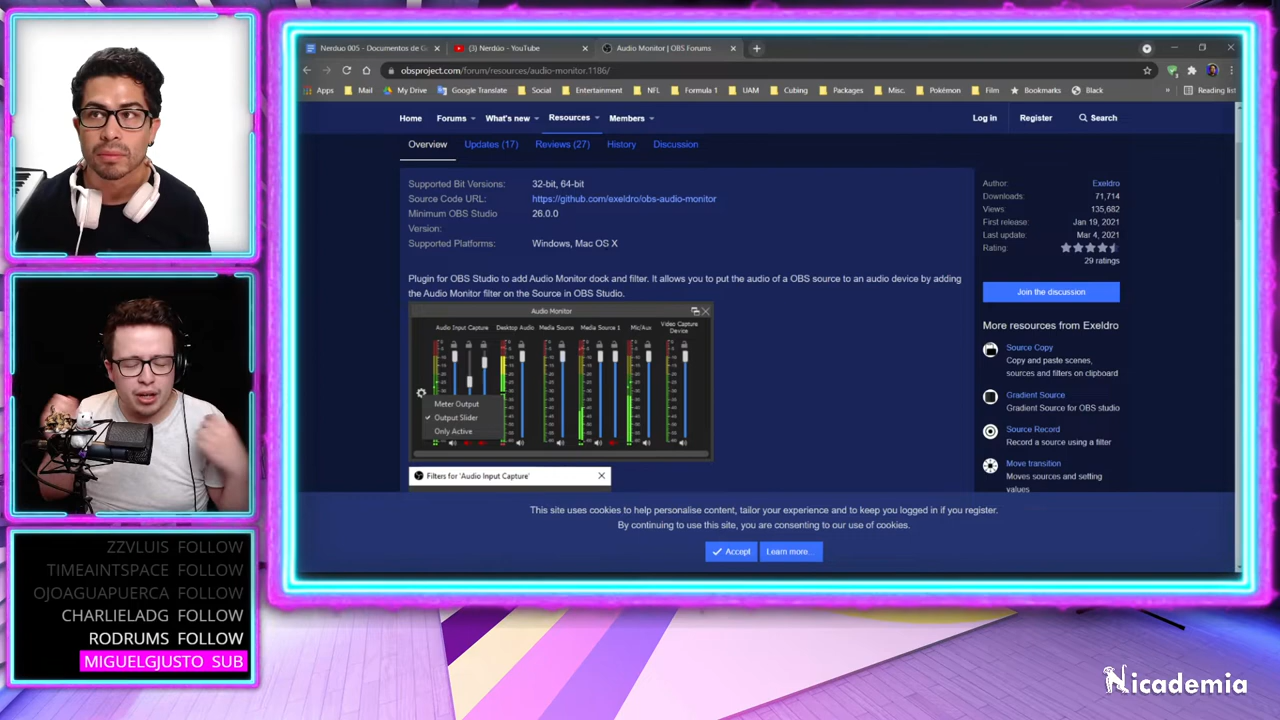 Nerduo 005 - Documentos de G
(3) Nerdúo - YouTube
Audio Monitor | OBS Forums
obsproject.com/forum/resources/audio-monitor.1186/
Apps Mail My Drive Google Translate Social Entertainment NFL Formula 1 UAM Cubing Packages Misc. Pokémon Film Bookmarks Black » Reading list
Home Forums What's new Resources Members Log in Register Search
Overview Updates (17) Reviews (27) History Discussion
Supported Bit Versions: 32-bit, 64-bit
Source Code URL: https://github.com/exeldro/obs-audio-monitor
Minimum OBS Studio Version: 26.0.0
Supported Platforms: Windows, Mac OS X
Plugin for OBS Studio to add Audio Monitor dock and filter. It allows you to put the audio of a OBS source to an audio device by adding
the Audio Monitor filter on the Source in OBS Studio.
Audio Monitor
Audio Input Capture Desktop Audio Media Source Media Source 1 Mic/Aux Video Capture Device
Meter Output
Output Slider
Only Active
Filters for 'Audio Input Capture'
Author: Exeldro
Downloads: 71,714
Views: 135,682
First release: Jan 19, 2021
Last update: Mar 4, 2021
Rating:
29 ratings
Join the discussion
More resources from Exeldro
Source Copy
Copy and paste scenes,
sources and filters on clipboard
Gradient Source
Gradient Source for OBS studio
Source Record
Record a source using a filter
Move transition
Moves sources and setting
values
This site uses cookies to help personalise content, tailor your experience and to keep you logged in if you register.
By continuing to use this site, you are consenting to our use of cookies.
Accept Learn more…
ZZVLUIS FOLLOW
TIMEAINTSPACE FOLLOW
OJOAGUAPUERCA FOLLOW
CHARLIELADG FOLLOW
RODRUMS FOLLOW
MIGUELGJUSTO SUB
Nicademia